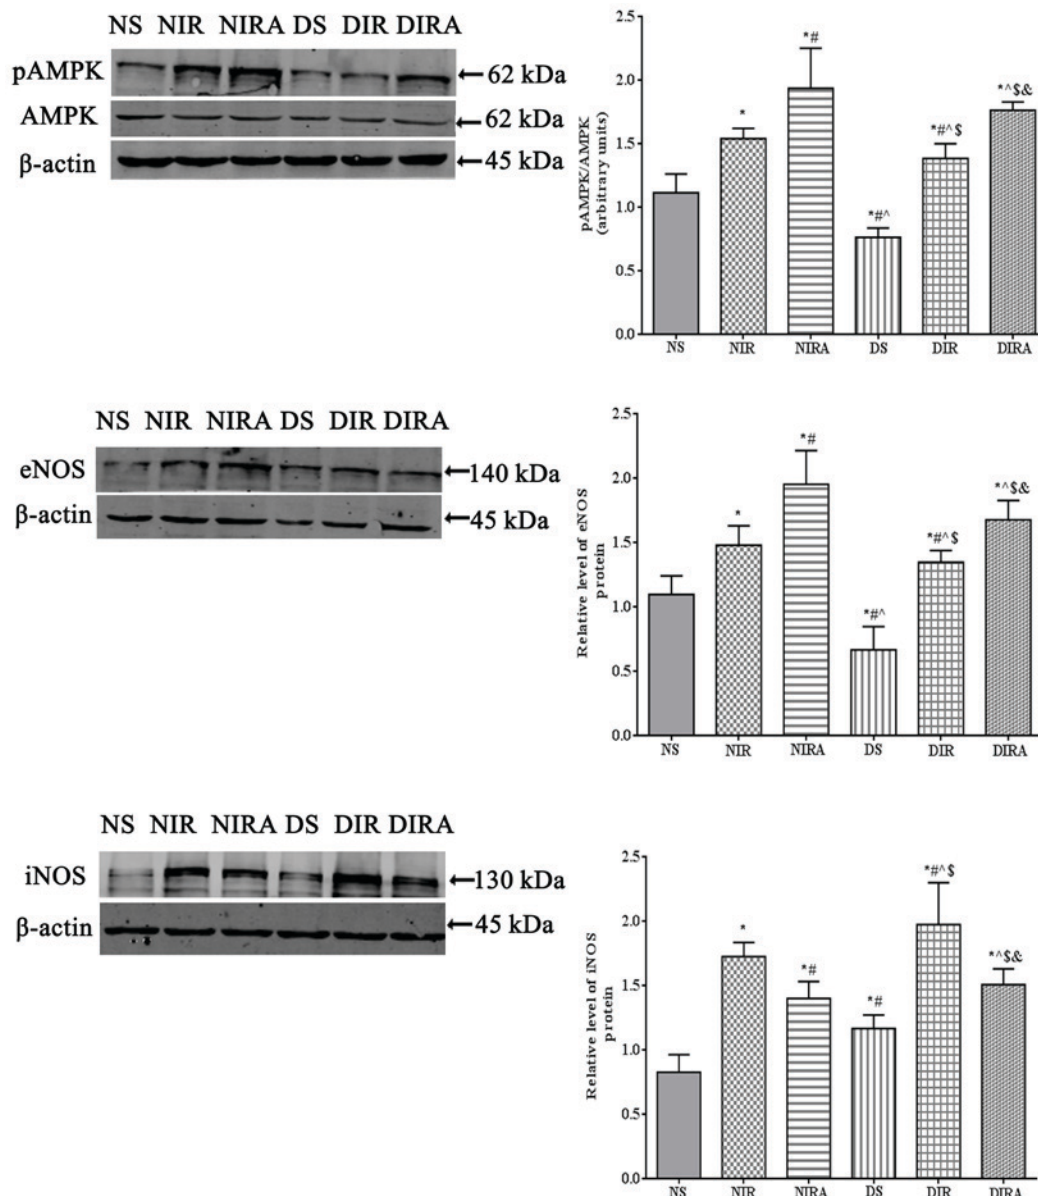 NS NIR NIRA DS DIR DIRA
pAMPK
62 kDa
AMPK
62 kDa
β-actin
45 kDa
pAMPK/AMPK
(arbitrary units)
2.5
2.0
1.5
1.0
0.5
0.0
*
*#
*#^
*#^$
*^$&
NS NIR NIRA DS DIR DIRA
NS NIR NIRA DS DIR DIRA
eNOS
140 kDa
β-actin
45 kDa
Relative level of eNOS
protein
2.5
2.0
1.5
1.0
0.5
0.0
*
*#
*#^
*#^$
*^$&
NS NIR NIRA DS DIR DIRA
NS NIR NIRA DS DIR DIRA
iNOS
130 kDa
β-actin
45 kDa
Relative level of iNOS
protein
2.5
2.0
1.5
1.0
0.5
0.0
*
*#
*#
*#^$
*^$&
NS NIR NIRA DS DIR DIRA